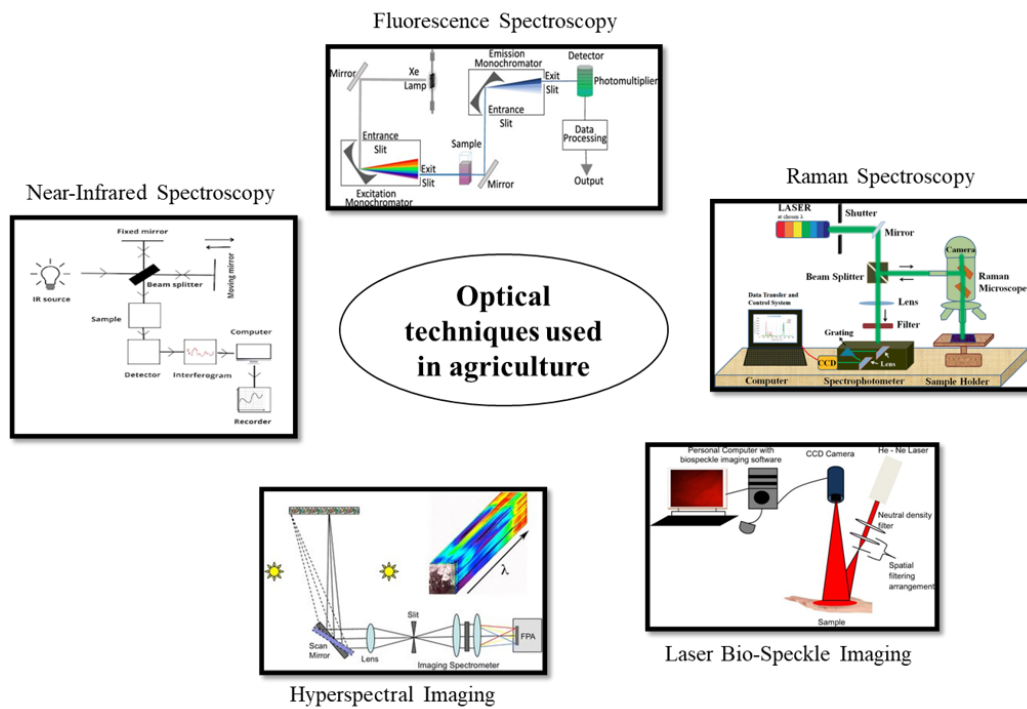 Fluorescence Spectroscopy
Mirror
Xe
Lamp
Emission
Monochromator
Exit
Slit
Entrance
Slit
Detector
Photomultiplier
Data
Processing
Output
Entrance
Slit
Exit
Slit
Excitation
Monochromator
Sample
Mirror
Near-Infrared Spectroscopy
Fixed mirror
IR source
Beam splitter
Moving mirror
Sample
Detector
Interferogram
Computer
Recorder
Optical
techniques used
in agriculture
Raman Spectroscopy
LASER
at chosen λ
Shutter
Mirror
Camera
Beam Splitter
Raman
Microscope
Lens
Filter
Data Transfer and
Control System
Grating
CCD
Lens
Computer
Spectrophotometer
Sample Holder
λ
Scan
Mirror
Lens
Slit
Imaging Spectrometer
FPA
Hyperspectral Imaging
Personal Computer with
biospeckle imaging software
CCD Camera
He - Ne Laser
Neutral density
filter
Spatial
filtering
arrangement
Sample
Laser Bio-Speckle Imaging